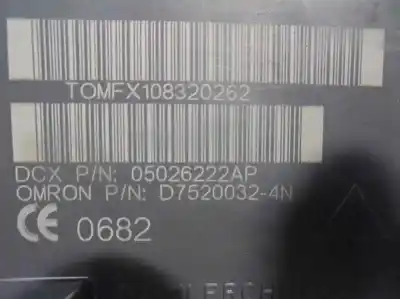 TOMFX108320262
DCX P/N: 05026222AP
OMRON P/N: D7520032-4N
CE 0682